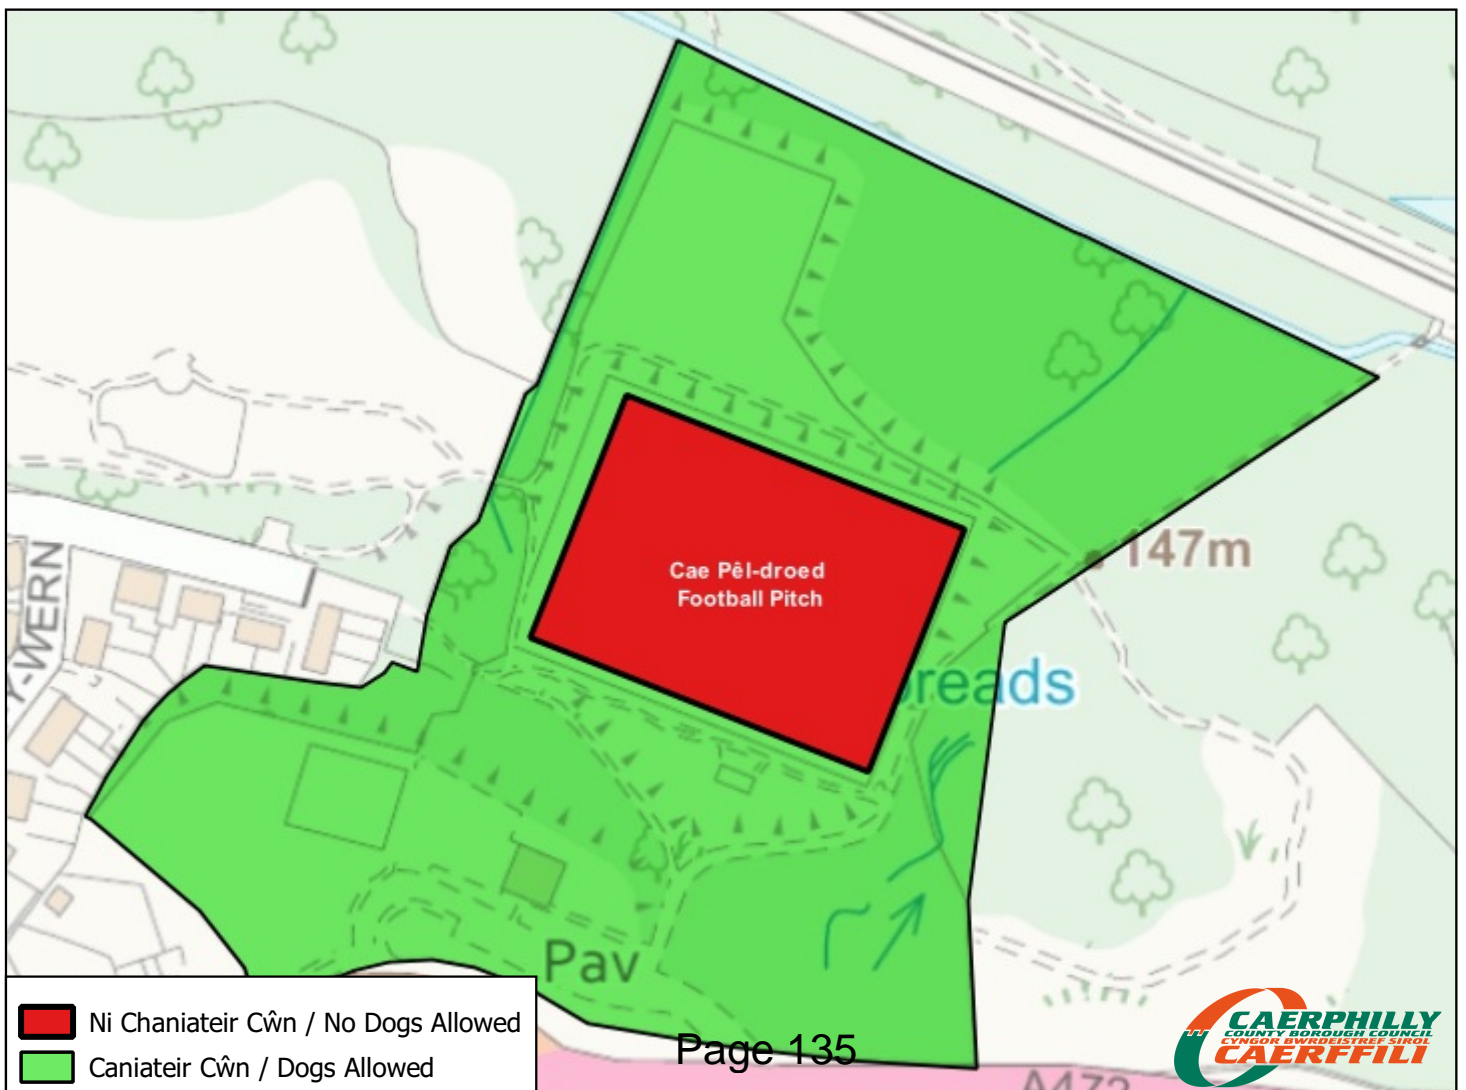 147m
Cae Pêl-droed
Football Pitch
Y-WERN
Pav
Ni Chaniateir Cŵn / No Dogs Allowed
Caniateir Cŵn / Dogs Allowed
Page 135
CAERPHILLY
COUNTY BOROUGH COUNCIL
CYNGOR BWRDEISTREF SIROL
CAERFFILI
A472